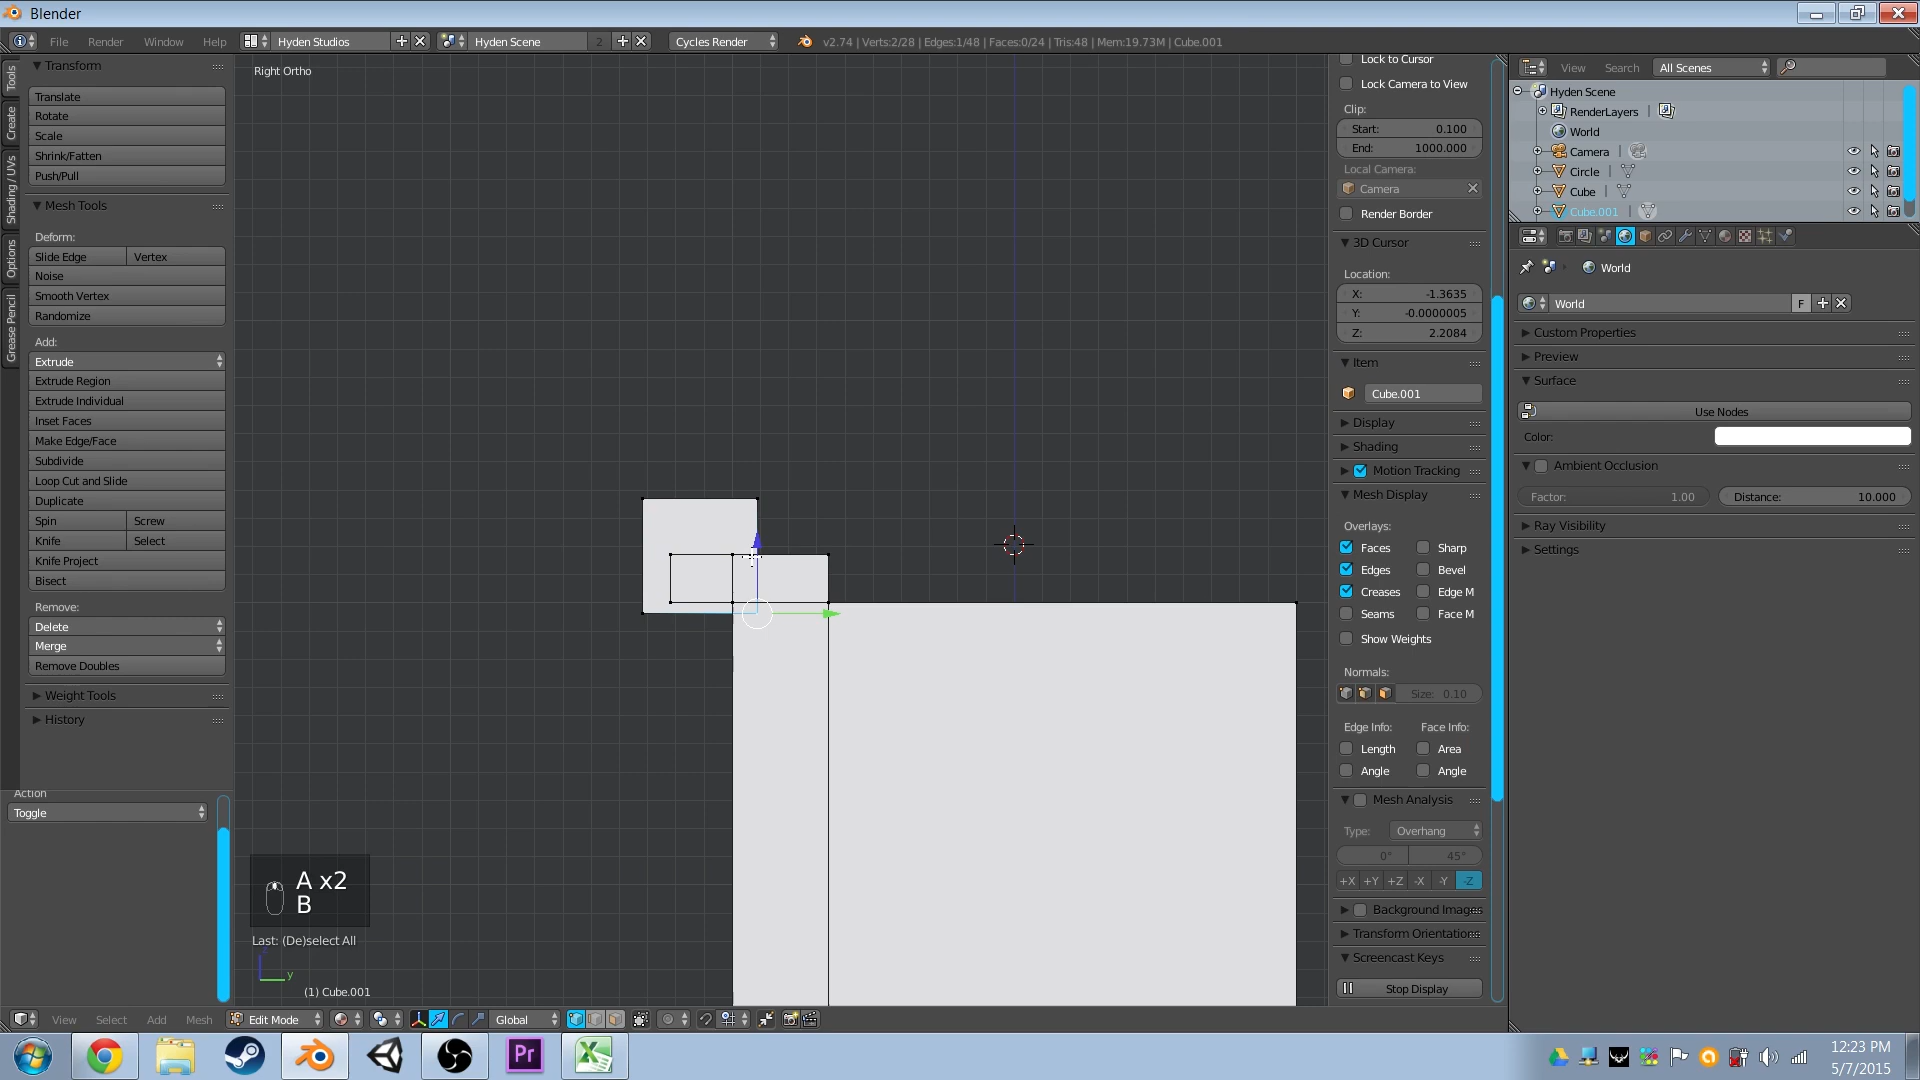 Blender
File Render Window Help Hyden Studios Hyden Scene 2 Cycles Render v2.74 | Verts:2/28 | Edges:1/48 | Faces:0/24 | Tris:48 | Mem:19.73M | Cube.001
Tools
Create
Shading / UVs
Options
Grease Pencil
Transform
Translate
Rotate
Scale
Shrink/Fatten
Push/Pull
Mesh Tools
Deform:
Slide Edge Vertex
Noise
Smooth Vertex
Randomize
Add:
Extrude
Extrude Region
Extrude Individual
Inset Faces
Make Edge/Face
Subdivide
Loop Cut and Slide
Duplicate
Spin Screw
Knife Select
Knife Project
Bisect
Remove:
Delete
Merge
Remove Doubles
Weight Tools
History
Action
Toggle
Right Ortho
A x2
B
Last: (De)select All
y
(1) Cube.001
View Select Add Mesh Edit Mode Global
Lock to Cursor
Lock Camera to View
Clip:
Start: 0.100
End: 1000.000
Local Camera:
Camera
Render Border
3D Cursor
Location:
X: -1.3635
Y: -0.0000005
Z: 2.2084
Item
Cube.001
Display
Shading
Motion Tracking
Mesh Display
Overlays:
Faces Sharp
Edges Bevel
Creases Edge M
Seams Face M
Show Weights
Normals:
Size: 0.10
Edge Info: Face Info:
Length Area
Angle Angle
Mesh Analysis
Type: Overhang
0° 45°
+X +Y +Z -X -Y -Z
Background Images
Transform Orientation
Screencast Keys
Stop Display
View Search All Scenes
Hyden Scene
RenderLayers
World
Camera
Circle
Cube
Cube.001
World
World F
Custom Properties
Preview
Surface
Use Nodes
Color:
Ambient Occlusion
Factor: 1.00 Distance: 10.000
Ray Visibility
Settings
Pr
12:23 PM
5/7/2015